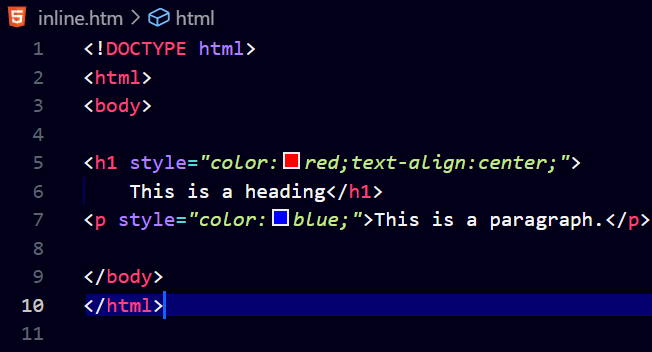 inline.htm > html
1 <!DOCTYPE html>
2 <html>
3 <body>
4
5 <h1 style="color:red;text-align:center;">
6     This is a heading</h1>
7 <p style="color:blue;">This is a paragraph.</p>
8
9 </body>
10 </html>
11